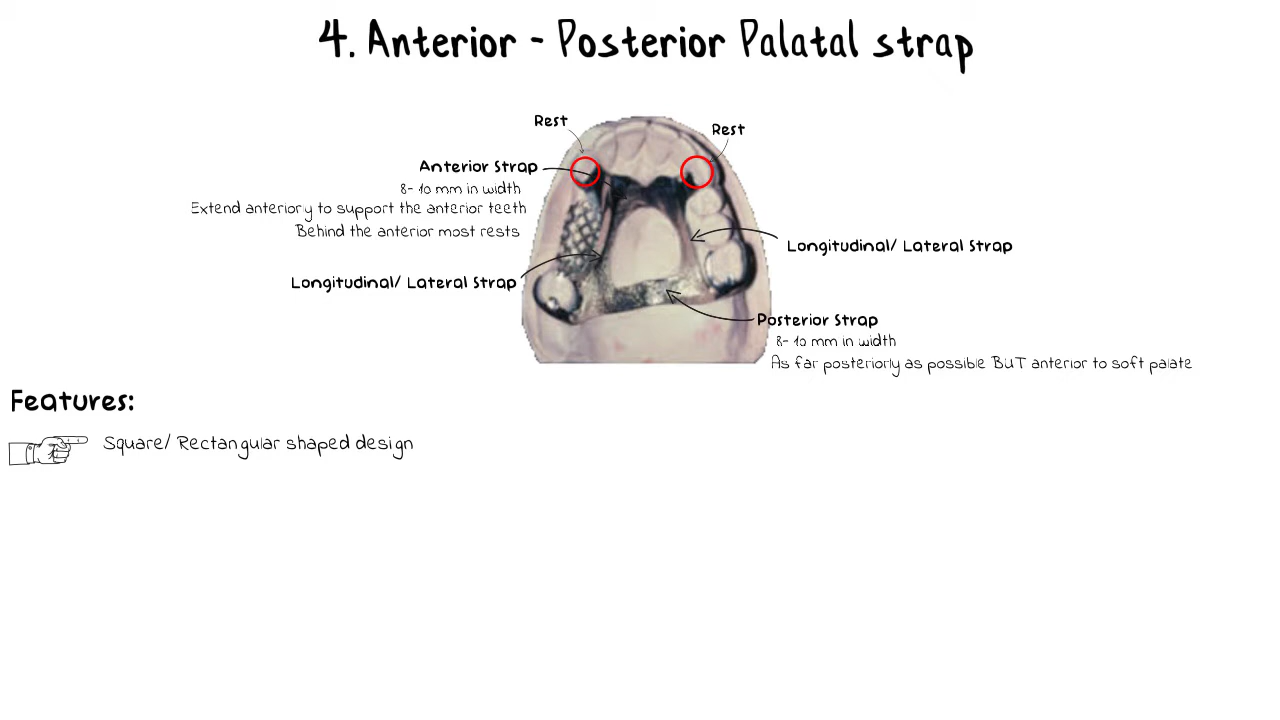 4. Anterior - Posterior Palatal strap
Rest
Rest
Anterior Strap
8- 10 mm in width
Extend anteriory to support the anterior teeth
Behind the anterior most rests
Longitudinal/ Lateral Strap
Longitudinal/ Lateral Strap
Posterior Strap
8- 10 mm in width
As far posteriorly as possible BUT anterior to soft palate
Features:
Square/ Rectangular shaped design